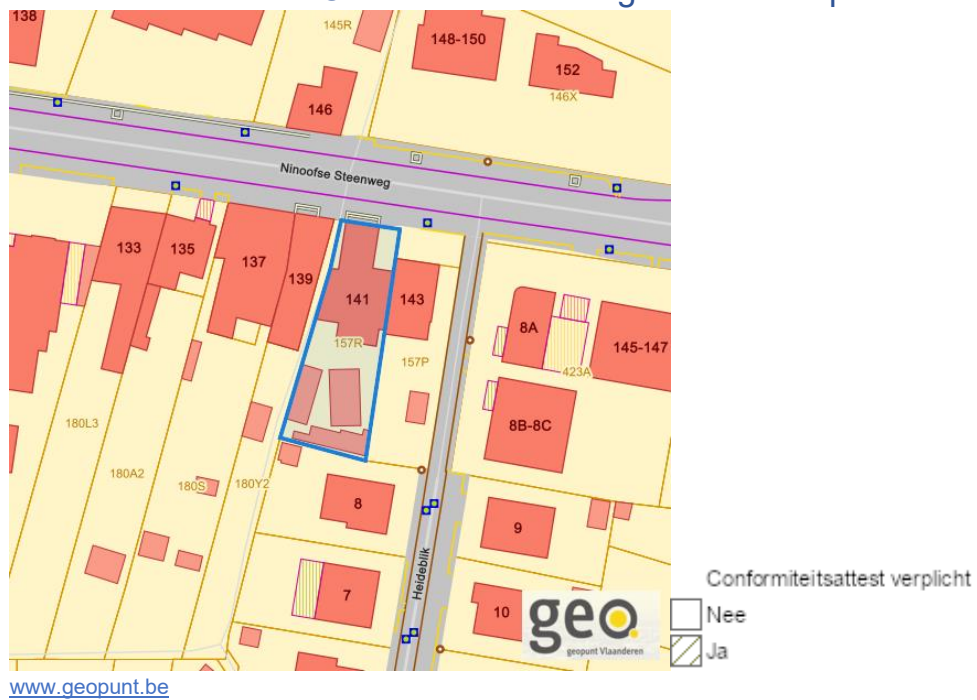 138
145R
148-150
152
146X
146
Ninoofse Steenweg
133
135
137
139
141
143
157R
157P
8A
145-147
423A
8B-8C
180L3
180A2
180S
180Y2
8
9
Heideblik
7
10
geo
geopunt Vlaanderen
Conformiteitsattest verplicht
Nee
Ja
www.geopunt.be